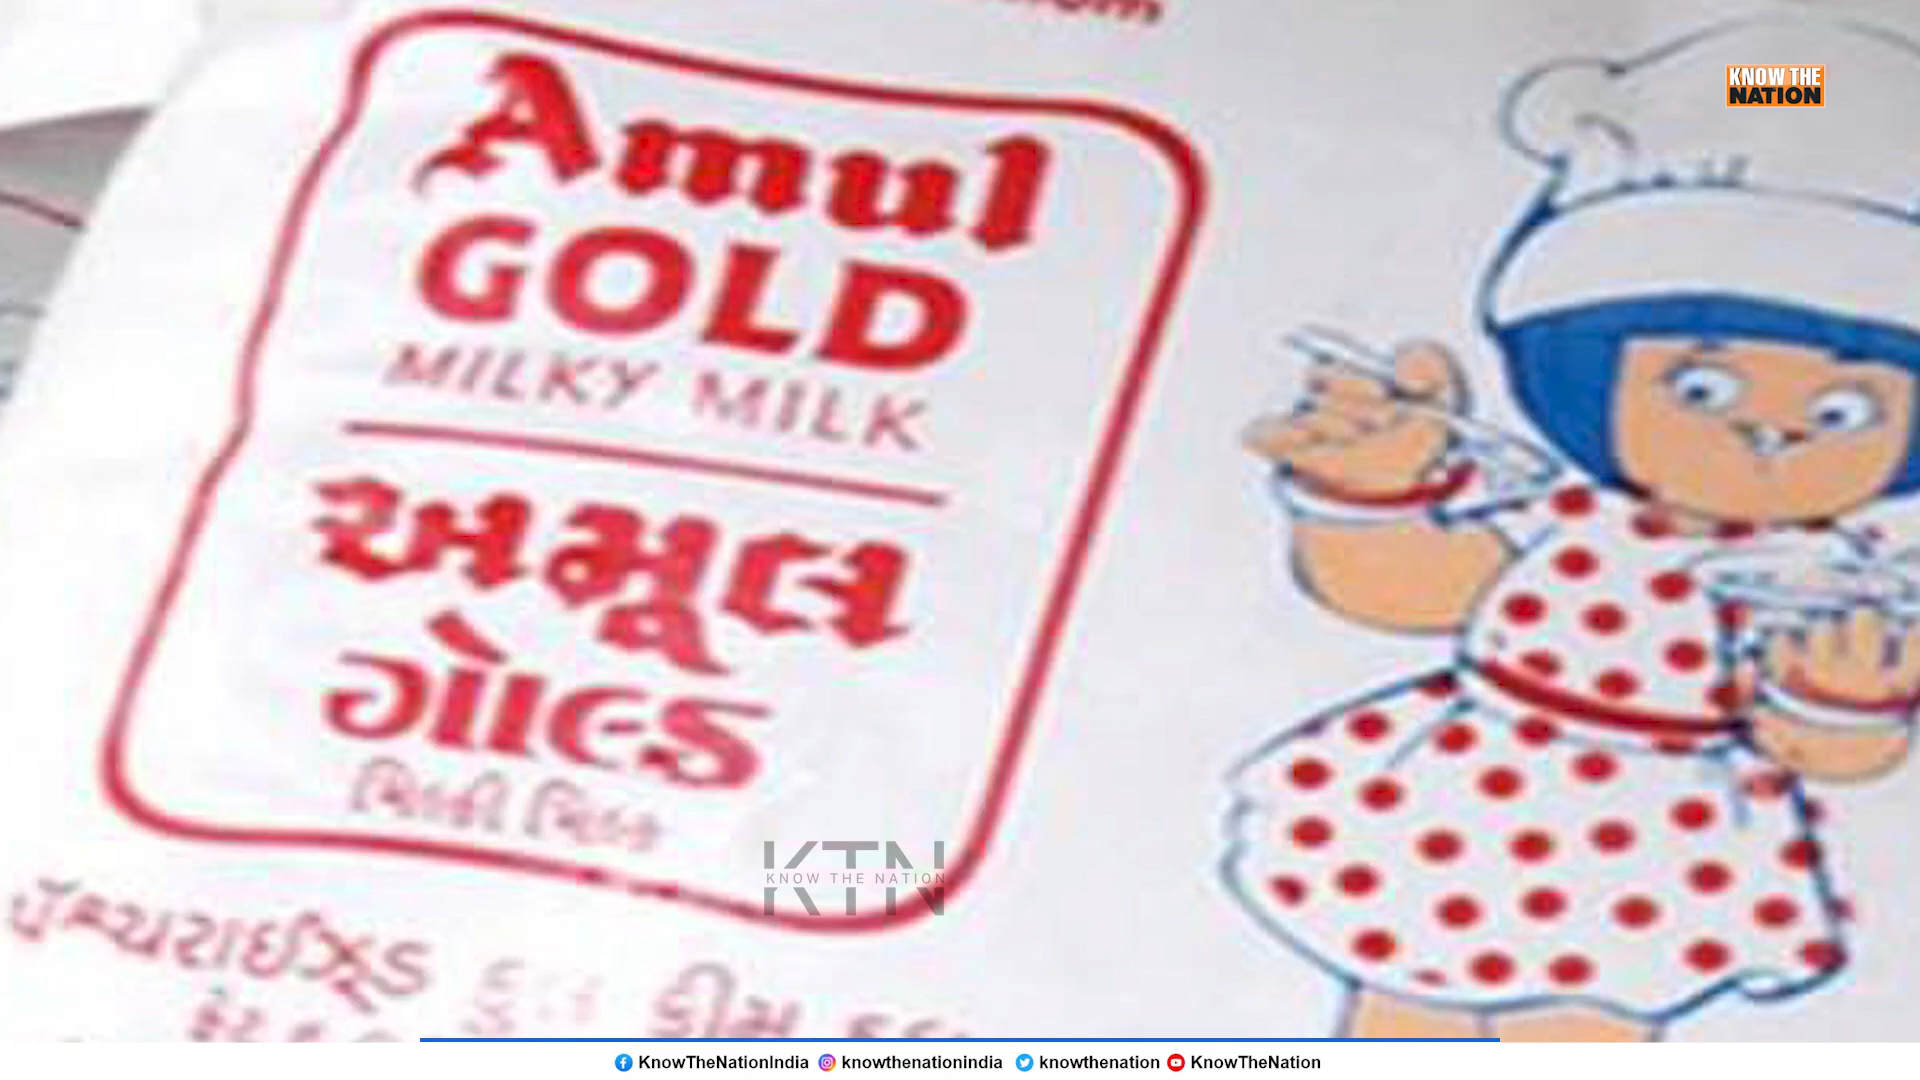 KNOW THE
NATION
Amul
GOLD
MILKY MILK
અમૂલ
ગોલ્ડ
મિલ્કી મિલ્ક
KTN
KNOW THE NATION
KnowTheNationIndia knowthenationindia knowthenation KnowTheNation